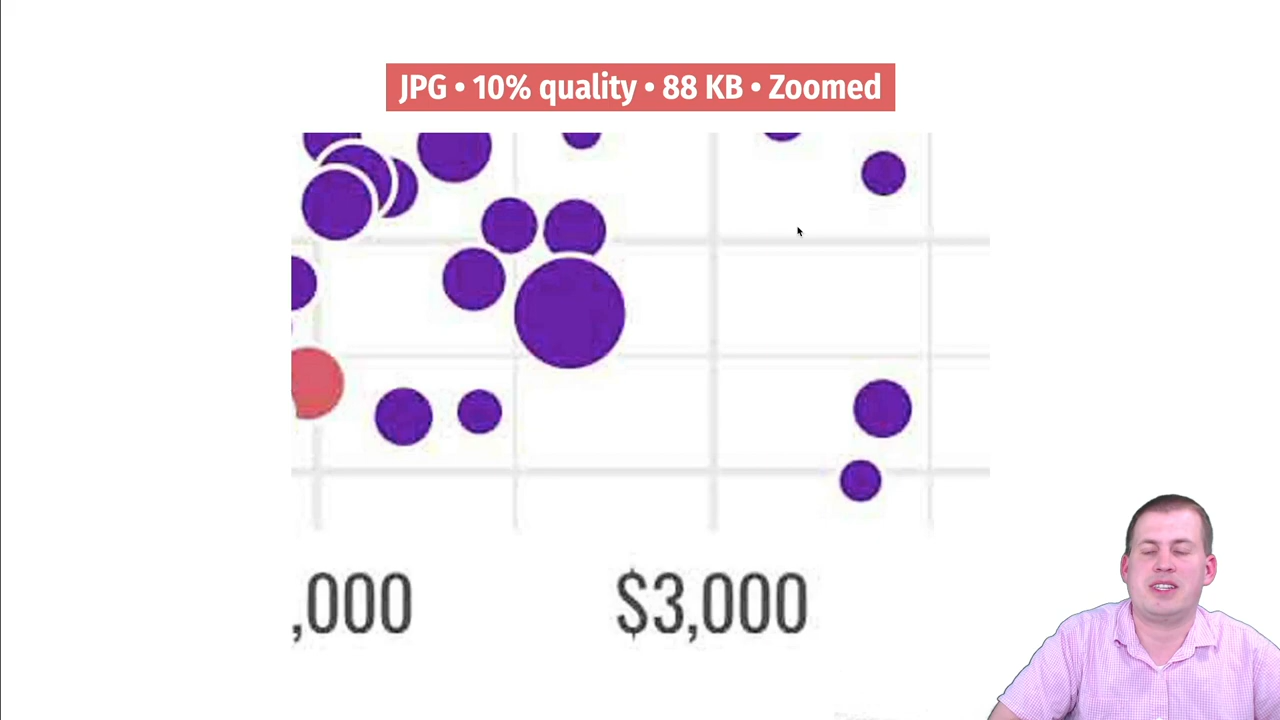 JPG • 10% quality • 88 KB • Zoomed
,000 $3,000